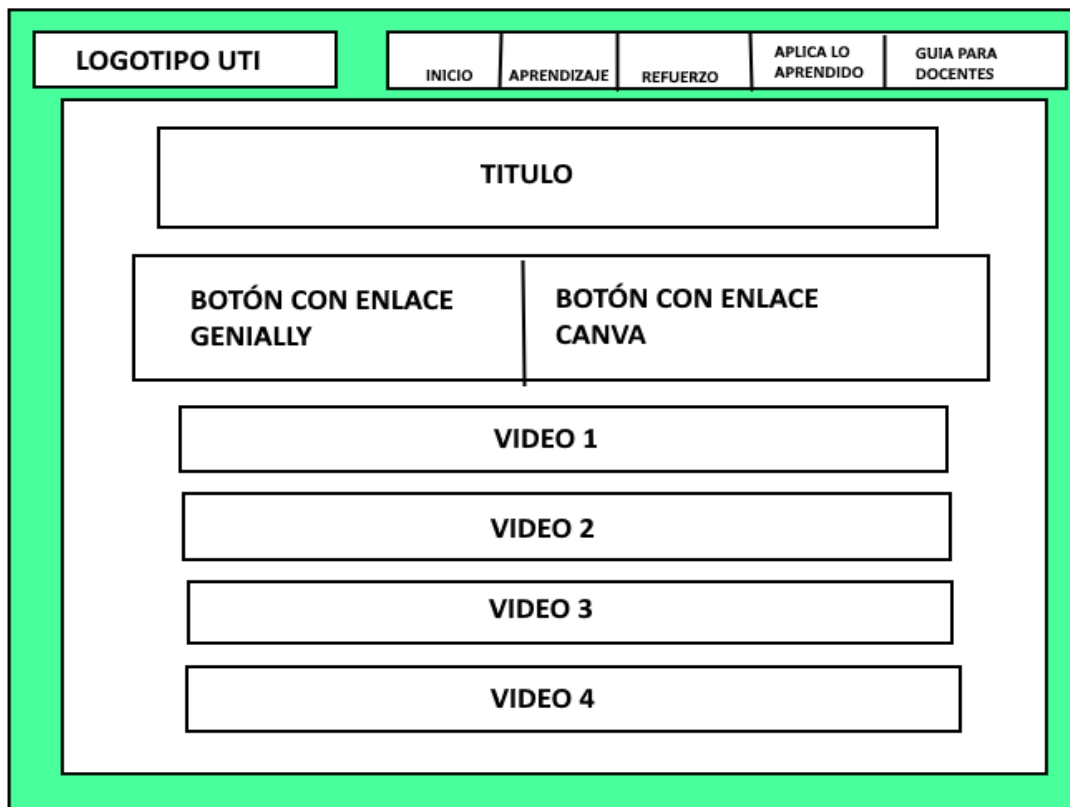 LOGOTIPO UTI
INICIO
APRENDIZAJE
REFUERZO
APLICA LO
APRENDIDO
GUIA PARA
DOCENTES
TITULO
BOTÓN CON ENLACE
GENIALLY
BOTÓN CON ENLACE
CANVA
VIDEO 1
VIDEO 2
VIDEO 3
VIDEO 4